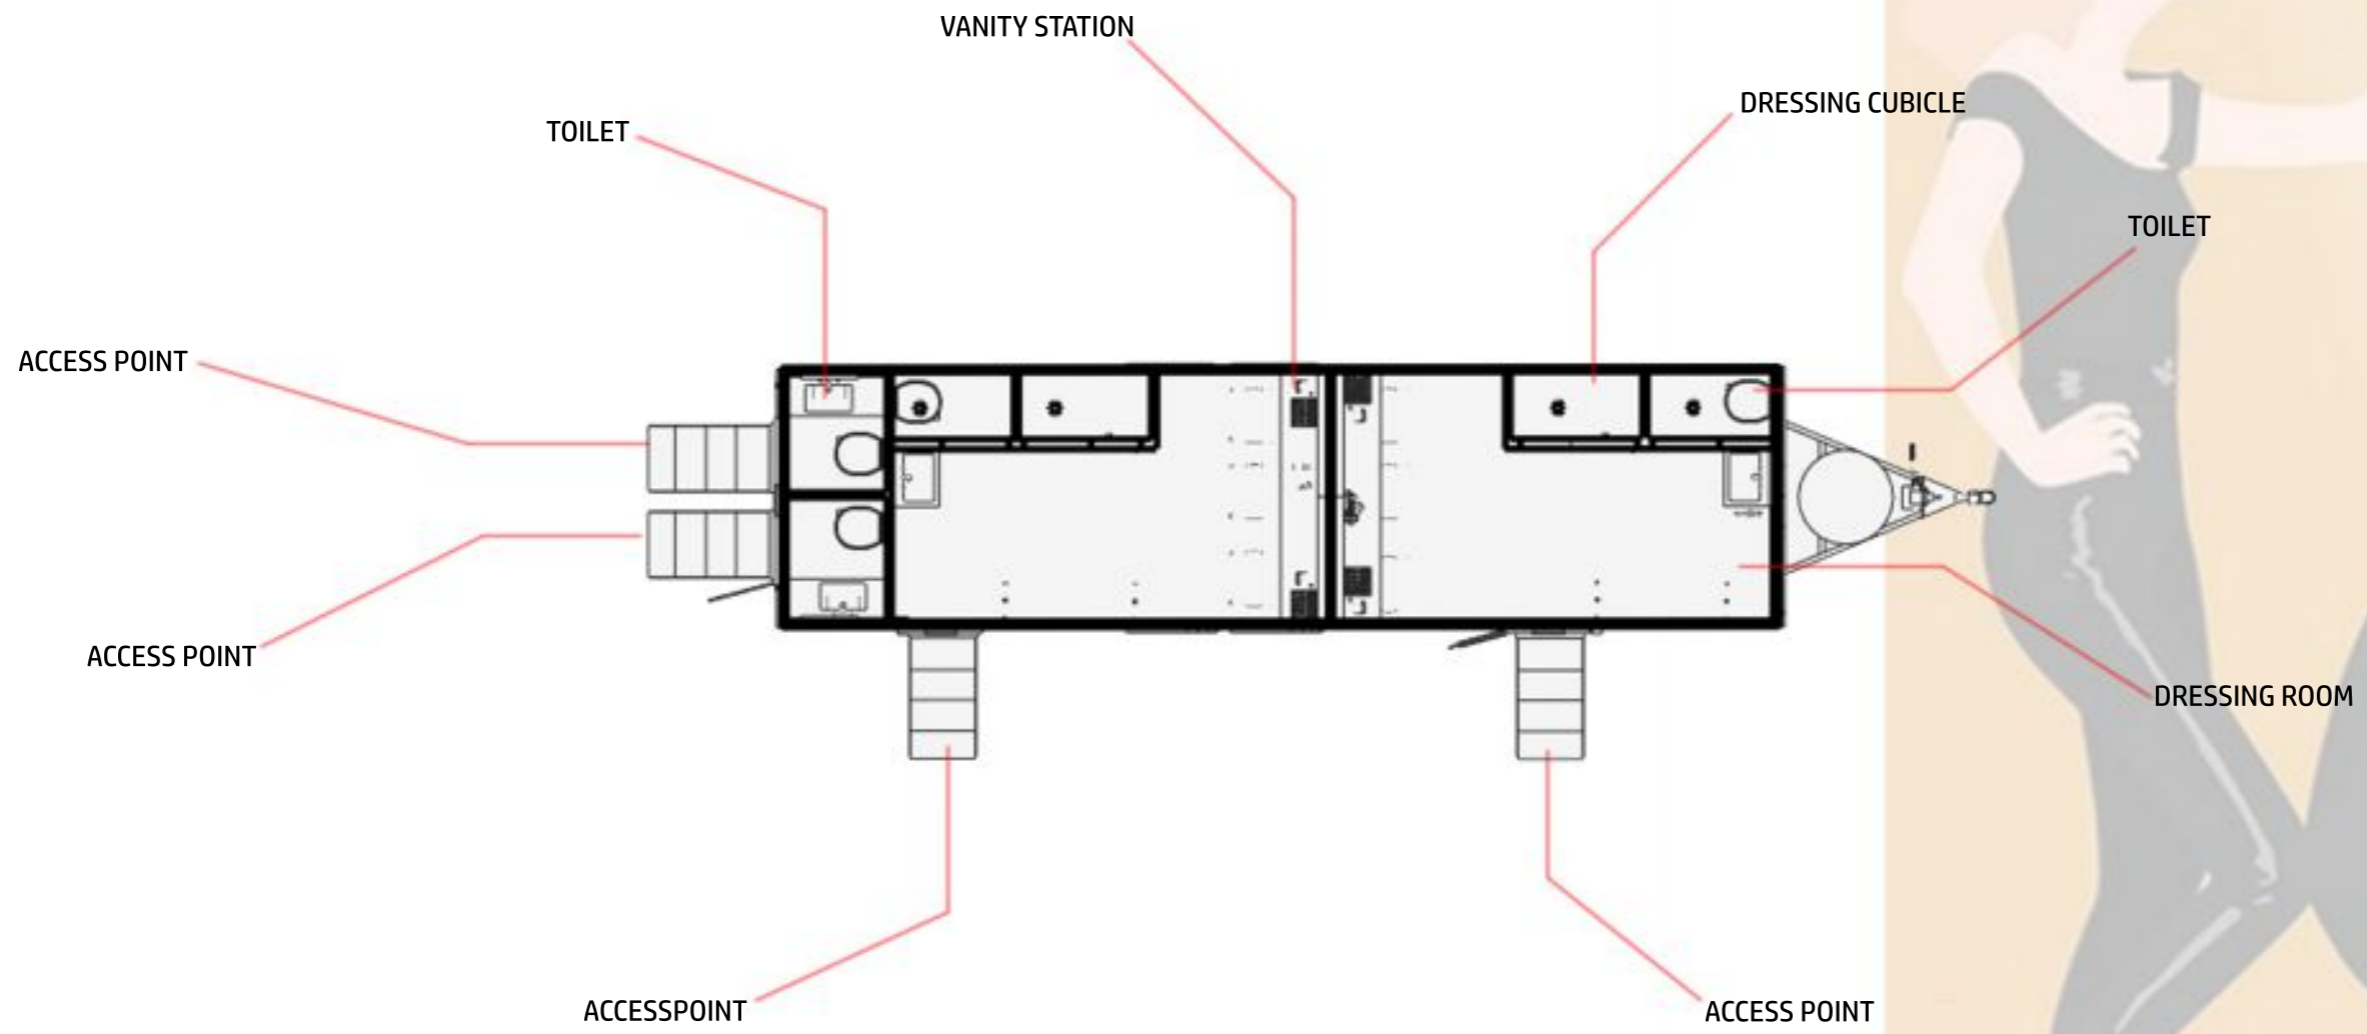 VANITY STATION
DRESSING CUBICLE
TOILET
TOILET
ACCESS POINT
ACCESS POINT
DRESSING ROOM
ACCESSPOINT
ACCESS POINT